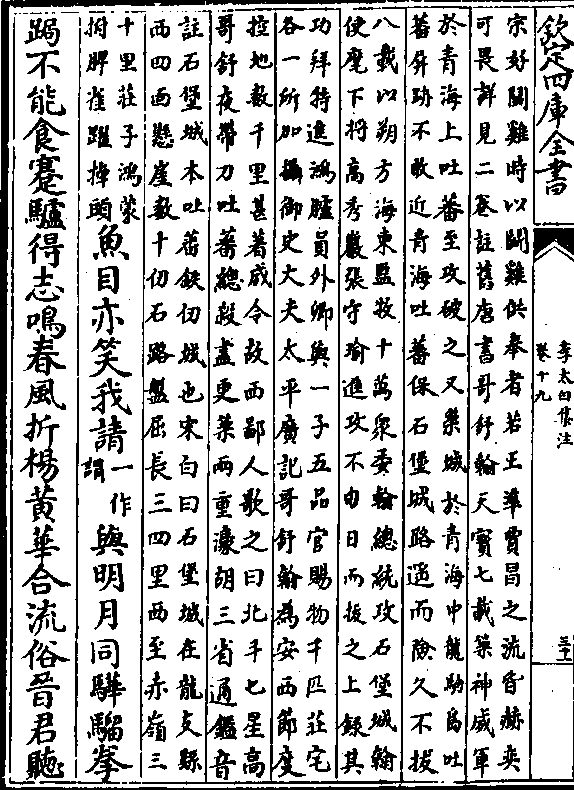 欽定四庫全書
李太白集注
卷十九
宗好鬪雞時以鬪雞供奉者若王準賈昌之流皆赫奕
可畏詳見二卷註舊唐書哥舒翰天寳七載築神威軍
於青海上吐蕃至攻破之又築城於青海中龍駒島吐
蕃屏跡不敢近青海吐蕃保石堡城路遥而險久不拔
八載以朔方海東監牧十萬衆委翰總統攻石堡城翰
使麾下將高秀巖張守瑜進攻不旬日而拔之上録其
功拜特進鴻臚員外卿與一子五品官賜物千匹莊宅
各一所加攝御史大夫太平廣記哥舒翰為安西節度
控地數千里甚著威令故西鄙人歌之曰北斗七星高
哥舒夜帶刀吐蕃總殺盡更築兩重濠胡三省通鑑音
註石堡城本吐蕃鉄仞城也宋白曰石堡城在龍支縣
西四面懸崖數十仞石路盤屈長三四里西至赤嶺三
十里莊子鴻蒙
拊脾雀躍掉頭
魚目亦笑我請一作謂與明月同驊騮拳
跼不能食蹇驢得志鳴春風折楊黄華合流俗晉君聽